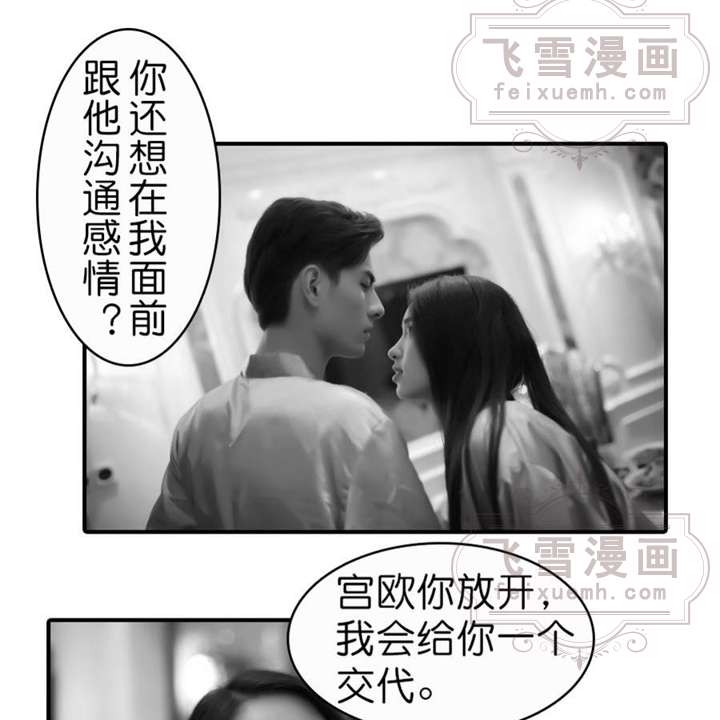 飞雪漫画
feixuemh.com
你还想在我面前
跟他沟通感情？
飞雪漫画
feixuemh.com
宫欧你放开，
我会给你一个
交代。